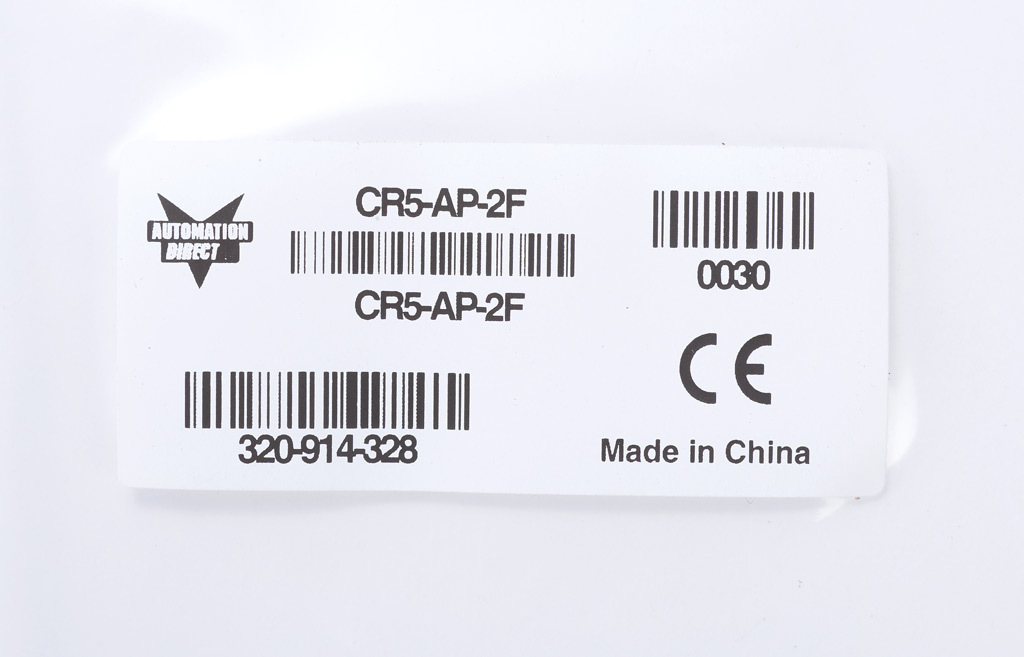 AUTOMATION
DIRECT
CR5-AP-2F
CR5-AP-2F
0030
320-914-328
CE
Made in China